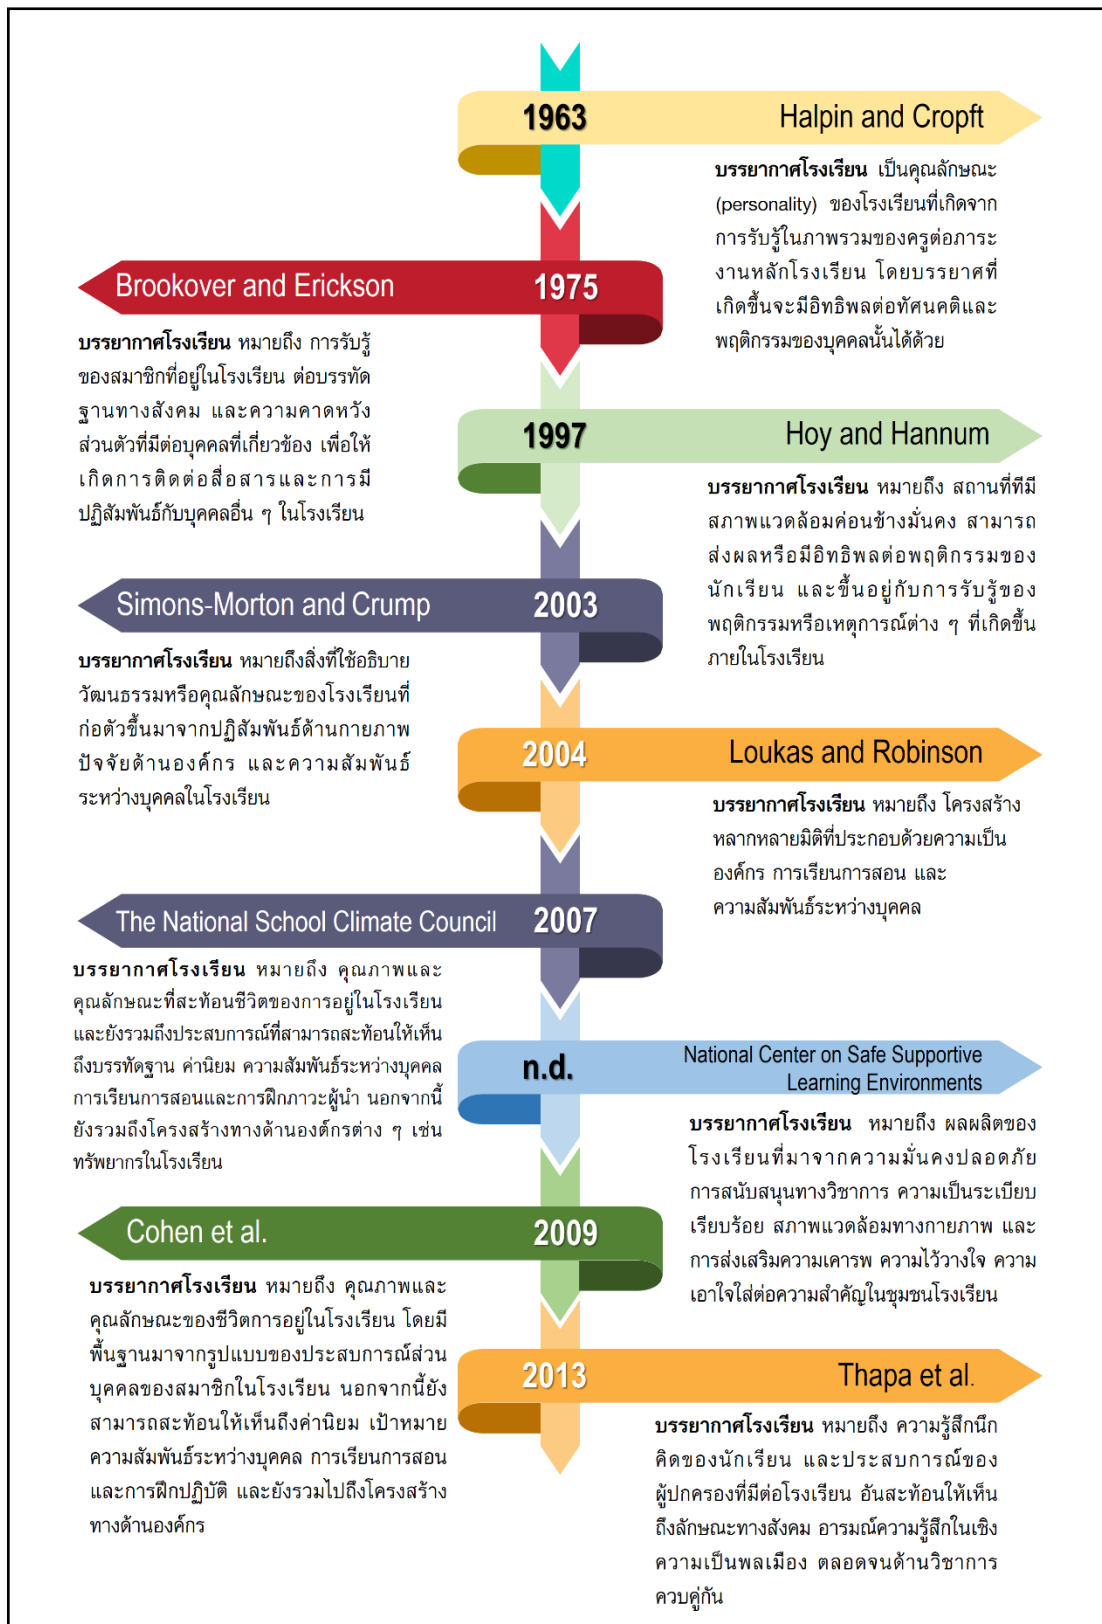 1963
Halpin and Cropft
บรรยากาศโรงเรียน เป็นคุณลักษณะ
(personality) ของโรงเรียนที่เกิดจาก
การรับรู้ในภาพรวมของครูต่อภาระ
งานหลักโรงเรียน โดยบรรยาศที่
เกิดขึ้นจะมีอิทธิพลต่อทัศนคติและ
พฤติกรรมของบุคคลนั้นได้ด้วย
Brookover and Erickson
1975
บรรยากาศโรงเรียน หมายถึง การรับรู้
ของสมาชิกที่อยู่ในโรงเรียน ต่อบรรทัด
ฐานทางสังคม และความคาดหวัง
ส่วนตัวที่มีต่อบุคคลที่เกี่ยวข้อง เพื่อให้
เกิดการติดต่อสื่อสารและการมี
ปฏิสัมพันธ์กับบุคคลอื่น ๆ ในโรงเรียน
1997
Hoy and Hannum
บรรยากาศโรงเรียน หมายถึง สถานที่ที่มี
สภาพแวดล้อมค่อนข้างมั่นคง สามารถ
ส่งผลหรือมีอิทธิพลต่อพฤติกรรมของ
นักเรียน และขึ้นอยู่กับการรับรู้ของ
พฤติกรรมหรือเหตุการณ์ต่าง ๆ ที่เกิดขึ้น
ภายในโรงเรียน
Simons-Morton and Crump
2003
บรรยากาศโรงเรียน หมายถึงสิ่งที่ใช้อธิบาย
วัฒนธรรมหรือคุณลักษณะของโรงเรียนที่
ก่อตัวขึ้นมาจากปฏิสัมพันธ์ด้านกายภาพ
ปัจจัยด้านองค์กร และความสัมพันธ์
ระหว่างบุคคลในโรงเรียน
2004
Loukas and Robinson
บรรยากาศโรงเรียน หมายถึง โครงสร้าง
หลากหลายมิติที่ประกอบด้วยความเป็น
องค์กร การเรียนการสอน และ
ความสัมพันธ์ระหว่างบุคคล
The National School Climate Council
2007
บรรยากาศโรงเรียน หมายถึง คุณภาพและ
คุณลักษณะที่สะท้อนชีวิตของการอยู่ในโรงเรียน
และยังรวมถึงประสบการณ์ที่สามารถสะท้อนให้เห็น
ถึงบรรทัดฐาน ค่านิยม ความสัมพันธ์ระหว่างบุคคล
การเรียนการสอนและการฝึกภาวะผู้นำ นอกจากนี้
ยังรวมถึงโครงสร้างทางด้านองต์กรต่าง ๆ เช่น
ทรัพยากรในโรงเรียน
n.d.
National Center on Safe Supportive
Learning Environments
บรรยากาศโรงเรียน หมายถึง ผลผลิตของ
โรงเรียนที่มาจากความมั่นคงปลอดภัย
การสนับสนุนทางวิชาการ ความเป็นระเบียบ
เรียบร้อย สภาพแวดล้อมทางกายภาพ และ
การส่งเสริมความเคารพ ความไว้วางใจ ความ
เอาใจใส่ต่อความสำคัญในชุมชนโรงเรียน
Cohen et al.
2009
บรรยากาศโรงเรียน หมายถึง คุณภาพและ
คุณลักษณะของชีวิตการอยู่ในโรงเรียน โดยมี
พื้นฐานมาจากรูปแบบของประสบการณ์ส่วน
บุคคลของสมาชิกในโรงเรียน นอกจากนี้ยัง
สามารถสะท้อนให้เห็นถึงค่านิยม เป้าหมาย
ความสัมพันธ์ระหว่างบุคคล การเรียนการสอน
และการฝึกปฏิบัติ และยังรวมไปถึงโครงสร้าง
ทางด้านองค์กร
2013
Thapa et al.
บรรยากาศโรงเรียน หมายถึง ความรู้สึกนึก
คิดของนักเรียน และประสบการณ์ของ
ผู้ปกครองที่มีต่อโรงเรียน อันสะท้อนให้เห็น
ถึงลักษณะทางสังคม อารมณ์ความรู้สึกในเชิง
ความเป็นพลเมือง ตลอดจนด้านวิชาการ
ควบคู่กัน